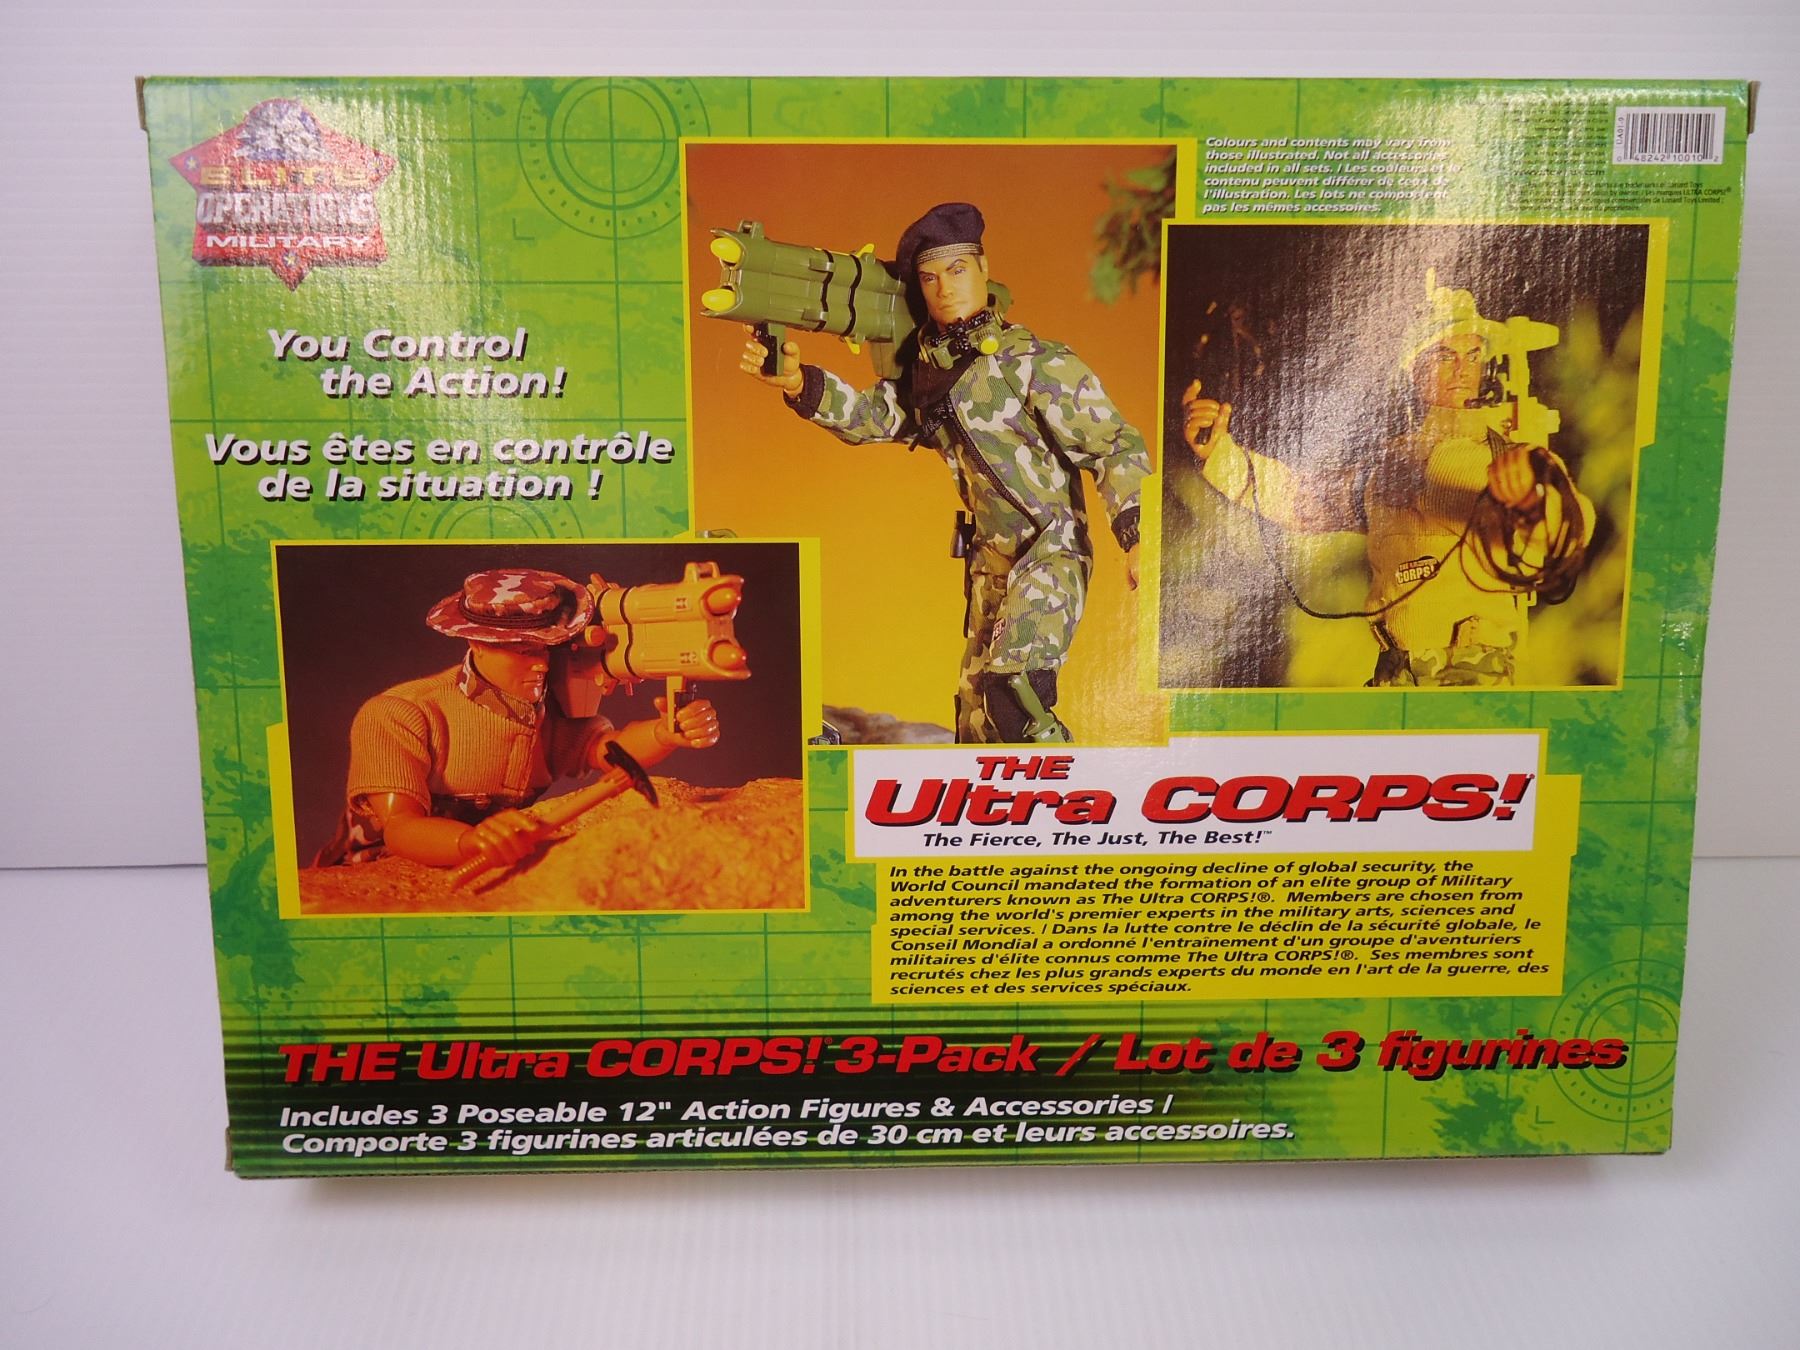 ELITE
OPERATIONS
MILITARY
You Control
the Action!
Vous êtes en contrôle
de la situation !
Colours and contents may vary from
those illustrated. Not all accessories
included in all sets. / Les couleurs et le
contenu peuvent différer de ceux de
l'illustration. Les lots ne comportent
pas les mêmes accessoires.
0 48242 10010 2
CORPS!
THE
Ultra CORPS!®
The Fierce, The Just, The Best!™
In the battle against the ongoing decline of global security, the
World Council mandated the formation of an elite group of Military
adventurers known as The Ultra CORPS!®. Members are chosen from
among the world's premier experts in the military arts, sciences and
special services. / Dans la lutte contre le déclin de la sécurité globale, le
Conseil Mondial a ordonné l'entraînement d'un groupe d'aventuriers
militaires d'élite connus comme The Ultra CORPS!®. Ses membres sont
recrutés chez les plus grands experts du monde en l'art de la guerre, des
sciences et des services spéciaux.
THE Ultra CORPS!® 3-Pack / Lot de 3 figurines
Includes 3 Poseable 12" Action Figures & Accessories /
Comporte 3 figurines articulées de 30 cm et leurs accessoires.